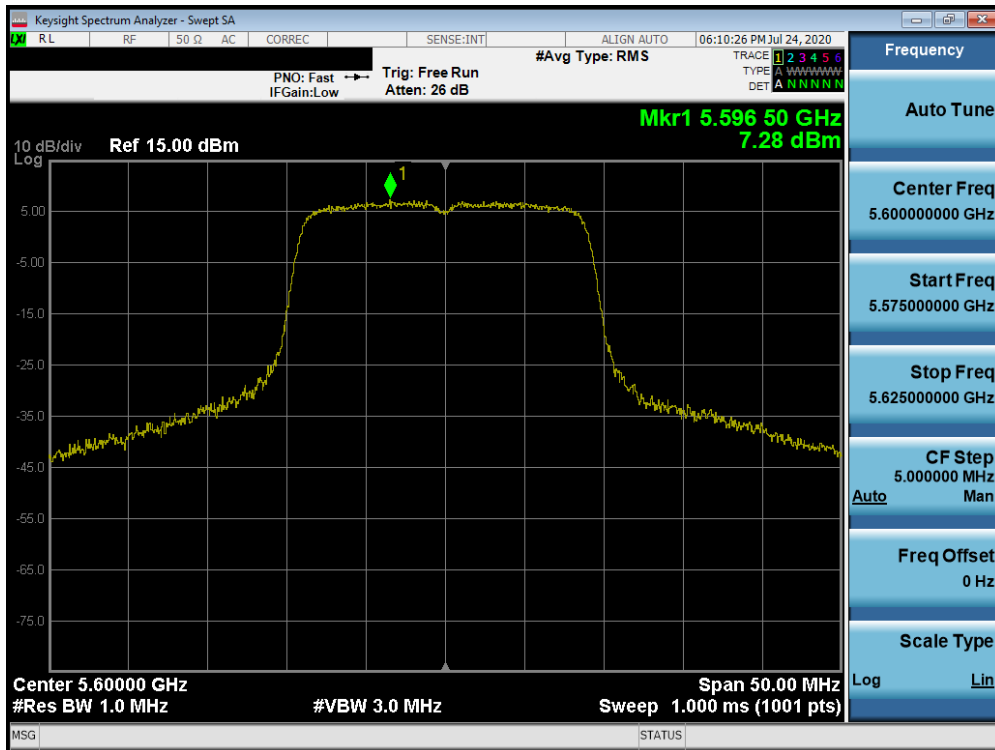 Keysight Spectrum Analyzer - Swept SA
LXI RL RF 50 Ω AC CORREC SENSE:INT ALIGN AUTO 06:10:26 PM Jul 24, 2020
PNO: Fast
IFGain:Low
Trig: Free Run
Atten: 26 dB
#Avg Type: RMS
TRACE 1 2 3 4 5 6
TYPE A WWWWW
DET A N N N N N
Mkr1 5.596 50 GHz
7.28 dBm
10 dB/div
Log
Ref 15.00 dBm
1
5.00
-5.00
-15.0
-25.0
-35.0
-45.0
-55.0
-65.0
-75.0
Center 5.60000 GHz
Span 50.00 MHz
#Res BW 1.0 MHz
#VBW 3.0 MHz
Sweep 1.000 ms (1001 pts)
MSG
STATUS
Frequency
Auto Tune
Center Freq
5.600000000 GHz
Start Freq
5.575000000 GHz
Stop Freq
5.625000000 GHz
CF Step
5.000000 MHz
Auto Man
Freq Offset
0 Hz
Scale Type
Log Lin